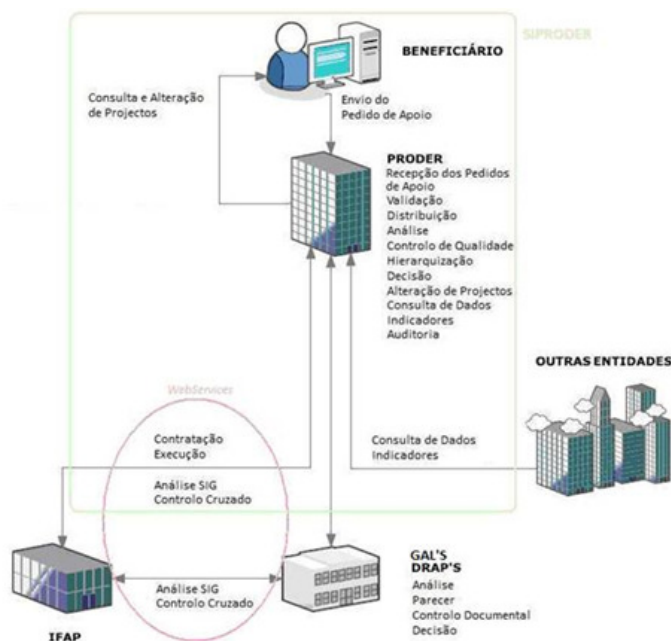 SIPRODER
BENEFICIÁRIO
Consulta e Alteração
de Projectos
Envio do
Pedido de Apoio
PRODER
Recepção dos Pedidos
de Apoio
Validação
Distribuição
Análise
Controlo de Qualidade
Hierarquização
Decisão
Alteração de Projectos
Consulta de Dados
Indicadores
Auditoria
OUTRAS ENTIDADES
WebServices
Contratação
Execução
Análise SIG
Controlo Cruzado
Consulta de Dados
Indicadores
GAL'S
DRAP'S
Análise
Parecer
Controlo Documental
Decisão
Análise SIG
Controlo Cruzado
IFAP